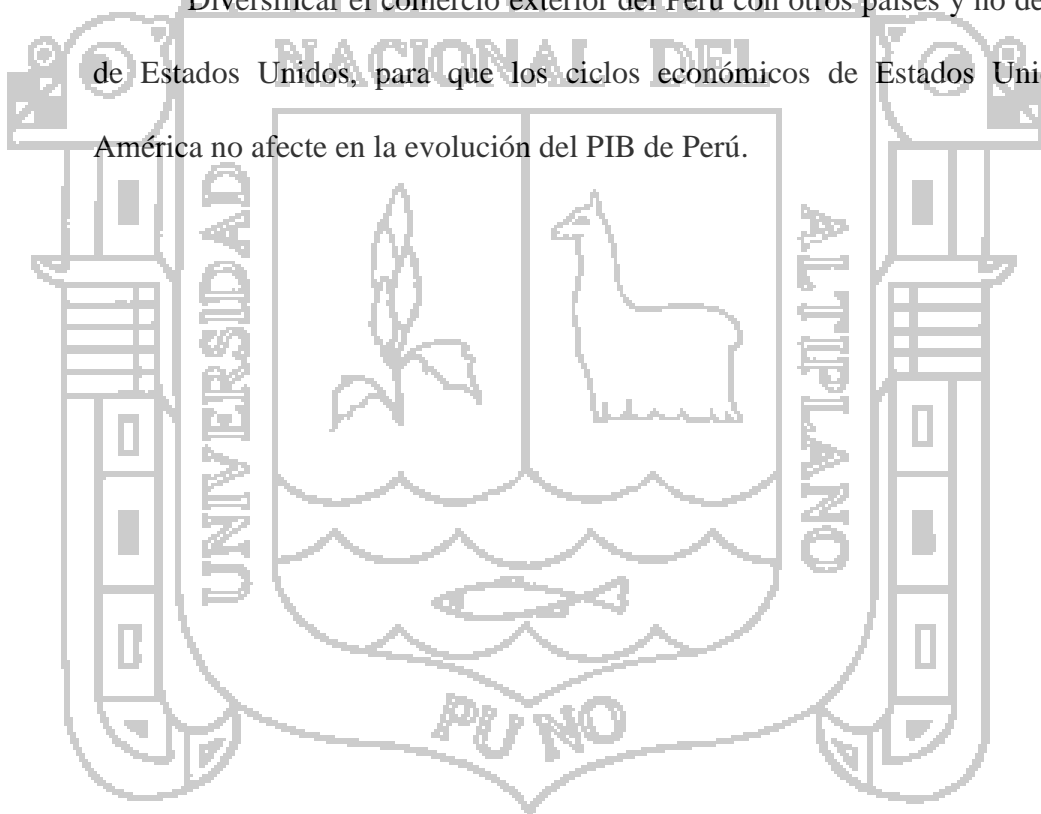 Diversificar el comercio exterior del Perú con otros países y no de
NACIONAL DEL
de Estados Unidos, para que los ciclos económicos de Estados
América no afecte en la evolución del PIB de Perú.
UNIVERSIDAD
ALTIPLANO
PUNO